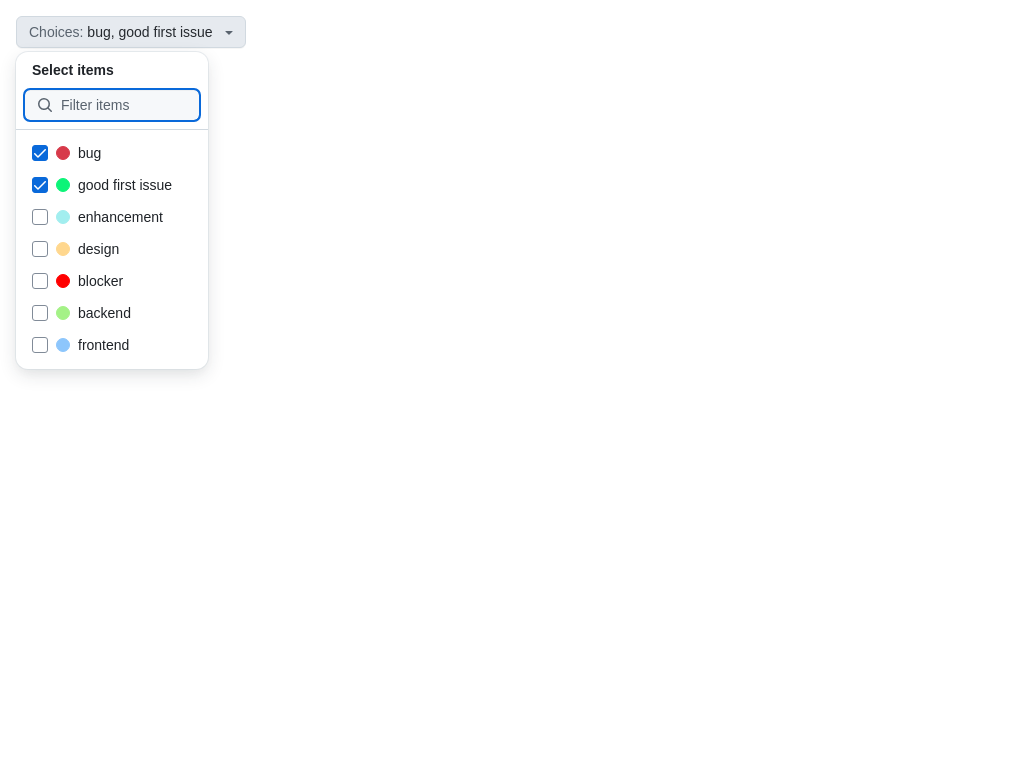 Choices: bug, good first issue
Select items
Filter items
bug
good first issue
enhancement
design
blocker
backend
frontend